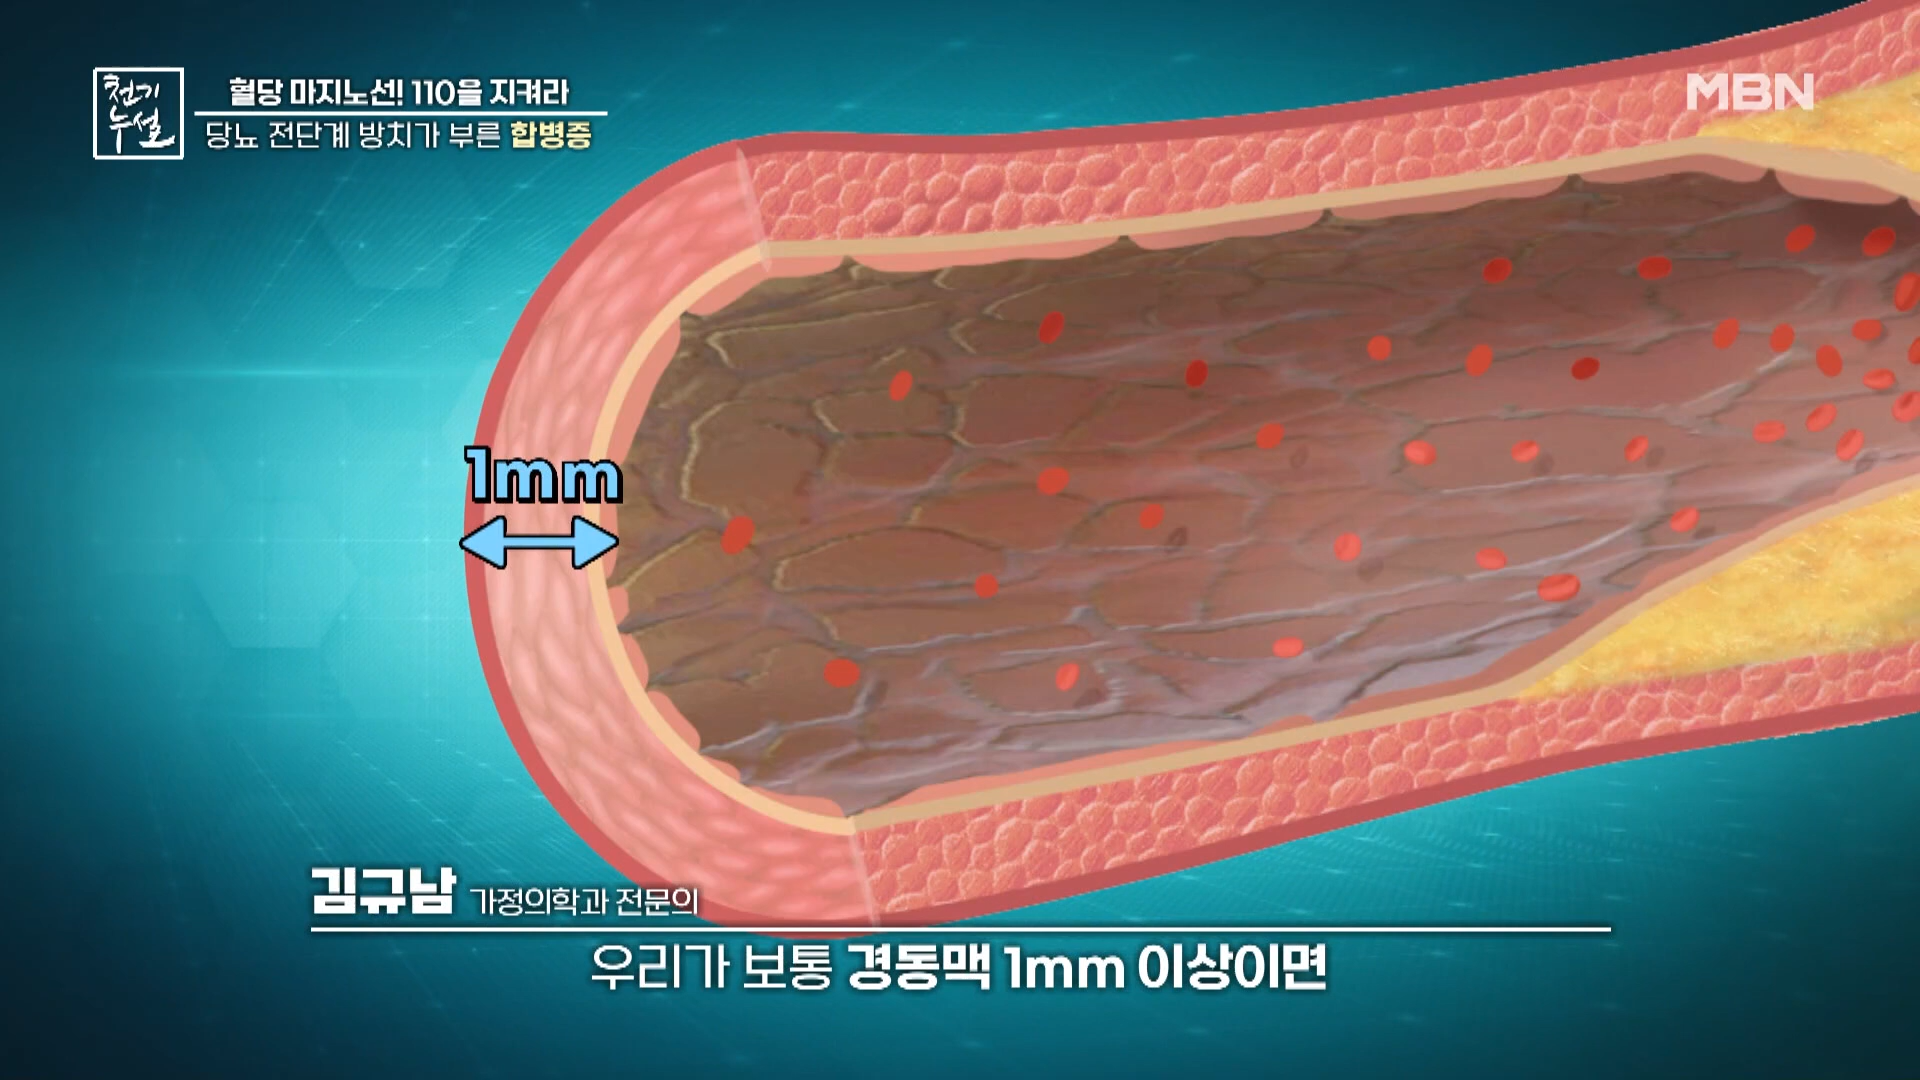 천기누설
혈당 마지노선! 110을 지켜라
당뇨 전단계 방치가 부른 합병증
MBN
1mm
김규남 가정의학과 전문의
우리가 보통 경동맥 1mm 이상이면